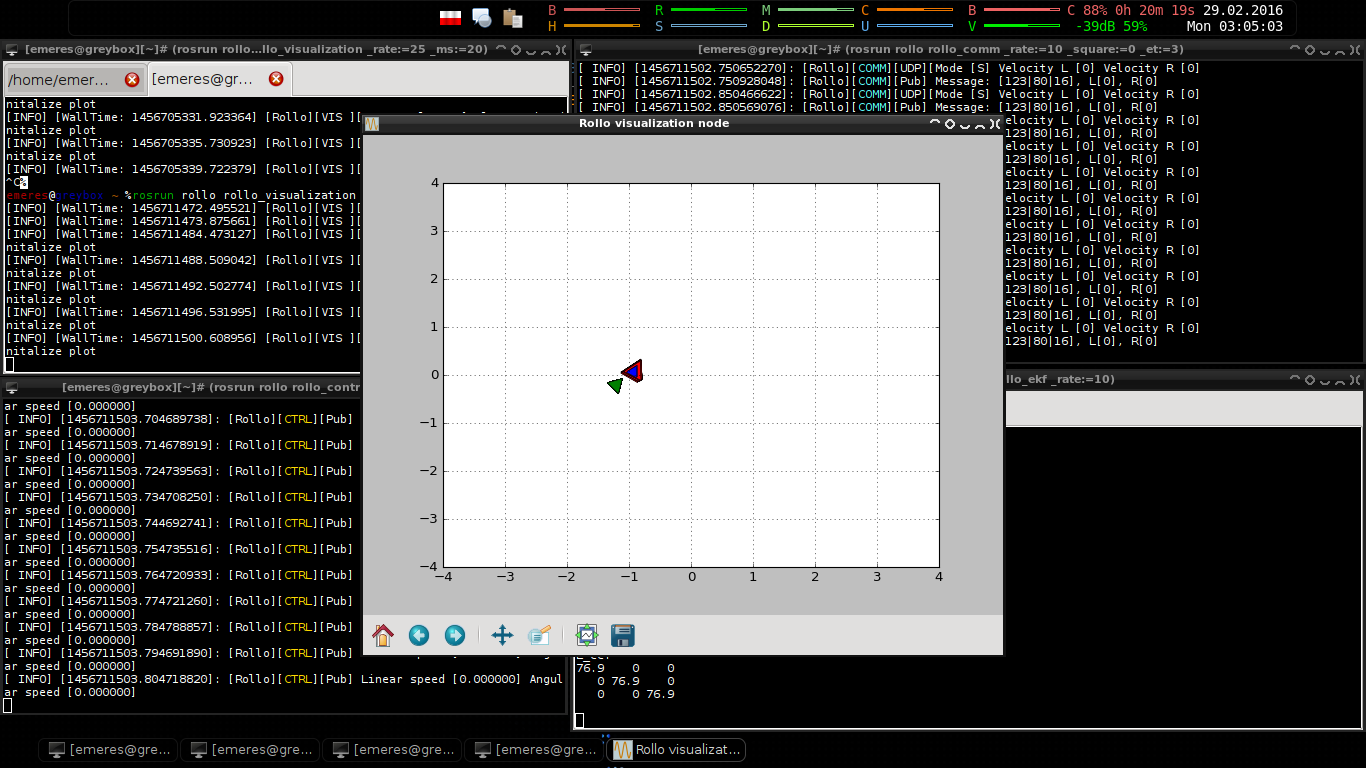 B R M C B C 88% 0h 20m 19s 29.02.2016
H S D U V -39dB 59% Mon 03:05:03
[emeres@greybox][~]# (rosrun rollo...llo_visualization _rate:=25 _ms:=20)
/home/emer... [emeres@gr...
nitalize plot
[INFO] [WallTime: 1456705331.923364] [Rollo][VIS ][
nitalize plot
[INFO] [WallTime: 1456705335.730923] [Rollo][VIS ][
nitalize plot
[INFO] [WallTime: 1456705339.722379] [Rollo][VIS ][
^C%
emeres@greybox ~ %rosrun rollo rollo_visualization
[INFO] [WallTime: 1456711472.495521] [Rollo][VIS ][
[INFO] [WallTime: 1456711473.875661] [Rollo][VIS ][
[INFO] [WallTime: 1456711484.473127] [Rollo][VIS ][
nitalize plot
[INFO] [WallTime: 1456711488.509042] [Rollo][VIS ][
nitalize plot
[INFO] [WallTime: 1456711492.502774] [Rollo][VIS ][
nitalize plot
[INFO] [WallTime: 1456711496.531995] [Rollo][VIS ][
nitalize plot
[INFO] [WallTime: 1456711500.608956] [Rollo][VIS ][
nitalize plot
[emeres@greybox][~]# (rosrun rollo rollo_comm _rate:=10 _square:=0 _et:=3)
[ INFO] [1456711502.750652270]: [Rollo][COMM][UDP][Mode [S] Velocity L [0] Velocity R [0]
[ INFO] [1456711502.750928048]: [Rollo][COMM][Pub] Message: [123|80|16], L[0], R[0]
[ INFO] [1456711502.850466622]: [Rollo][COMM][UDP][Mode [S] Velocity L [0] Velocity R [0]
[ INFO] [1456711502.850569076]: [Rollo][COMM][Pub] Message: [123|80|16], L[0], R[0]
elocity L [0] Velocity R [0]
123|80|16], L[0], R[0]
elocity L [0] Velocity R [0]
123|80|16], L[0], R[0]
elocity L [0] Velocity R [0]
123|80|16], L[0], R[0]
elocity L [0] Velocity R [0]
123|80|16], L[0], R[0]
elocity L [0] Velocity R [0]
123|80|16], L[0], R[0]
elocity L [0] Velocity R [0]
123|80|16], L[0], R[0]
elocity L [0] Velocity R [0]
123|80|16], L[0], R[0]
elocity L [0] Velocity R [0]
123|80|16], L[0], R[0]
Rollo visualization node
4
3
2
1
0
−1
−2
−3
−4
−4 −3 −2 −1 0 1 2 3 4
[emeres@greybox][~]# (rosrun rollo rollo_contr
ar speed [0.000000]
[ INFO] [1456711503.704689738]: [Rollo][CTRL][Pub]
ar speed [0.000000]
[ INFO] [1456711503.714678919]: [Rollo][CTRL][Pub]
ar speed [0.000000]
[ INFO] [1456711503.724739563]: [Rollo][CTRL][Pub]
ar speed [0.000000]
[ INFO] [1456711503.734708250]: [Rollo][CTRL][Pub]
ar speed [0.000000]
[ INFO] [1456711503.744692741]: [Rollo][CTRL][Pub]
ar speed [0.000000]
[ INFO] [1456711503.754735516]: [Rollo][CTRL][Pub]
ar speed [0.000000]
[ INFO] [1456711503.764720933]: [Rollo][CTRL][Pub]
ar speed [0.000000]
[ INFO] [1456711503.774721260]: [Rollo][CTRL][Pub]
ar speed [0.000000]
[ INFO] [1456711503.784788857]: [Rollo][CTRL][Pub]
ar speed [0.000000]
[ INFO] [1456711503.794691890]: [Rollo][CTRL][Pub]
ar speed [0.000000]
[ INFO] [1456711503.804718820]: [Rollo][CTRL][Pub] Linear speed [0.000000] Angul
ar speed [0.000000]
llo_ekf _rate:=10)
76.9 0 0
0 76.9 0
0 0 76.9
[emeres@gre... [emeres@gre... [emeres@gre... [emeres@gre... Rollo visualizat...